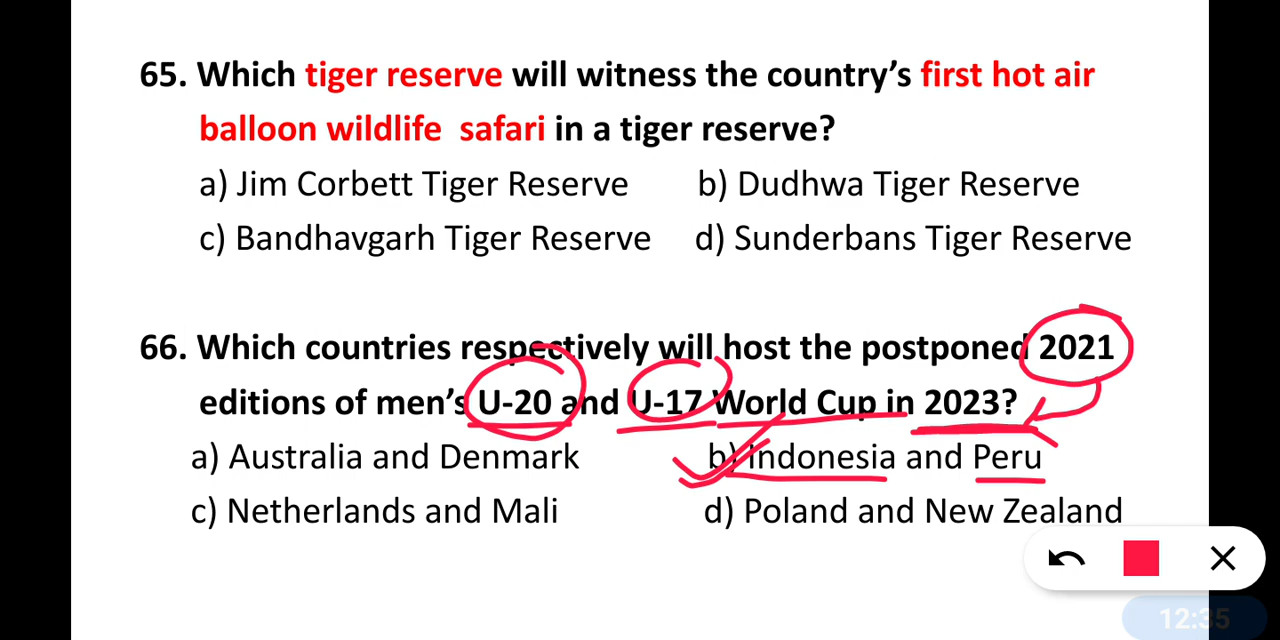 65. Which tiger reserve will witness the country’s first hot air
balloon wildlife safari in a tiger reserve?
a) Jim Corbett Tiger Reserve b) Dudhwa Tiger Reserve
c) Bandhavgarh Tiger Reserve d) Sunderbans Tiger Reserve
66. Which countries respectively will host the postponed 2021
editions of men’s U-20 and U-17 World Cup in 2023?
a) Australia and Denmark b) Indonesia and Peru
c) Netherlands and Mali d) Poland and New Zealand
12:35